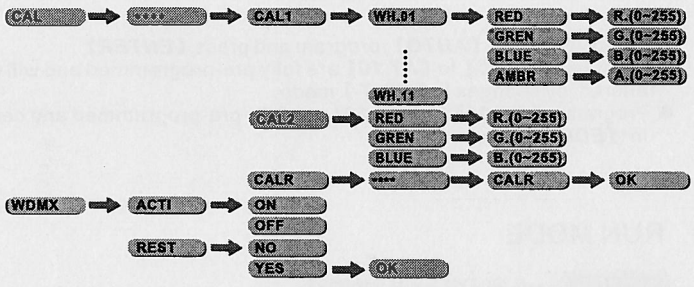 CAL **** CAL1 WH.01 RED R.(0~255)
GREN G.(0~255)
BLUE B.(0~255)
AMBR A.(0~255)
WH.11
CAL2 RED R.(0~255)
GREN G.(0~255)
BLUE B.(0~255)
CALR **** CALR OK
WDMX ACTI ON
OFF
REST NO
YES OK
RUN MODE